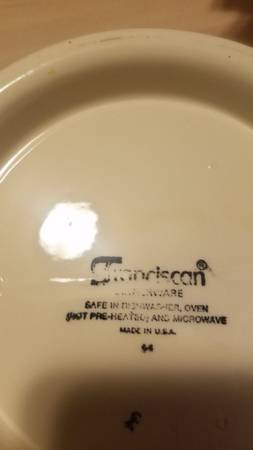 Franciscan®
SAFE IN DISHWASHER, OVEN
(NOT PRE-HEATED) AND MICROWAVE
MADE IN U.S.A.